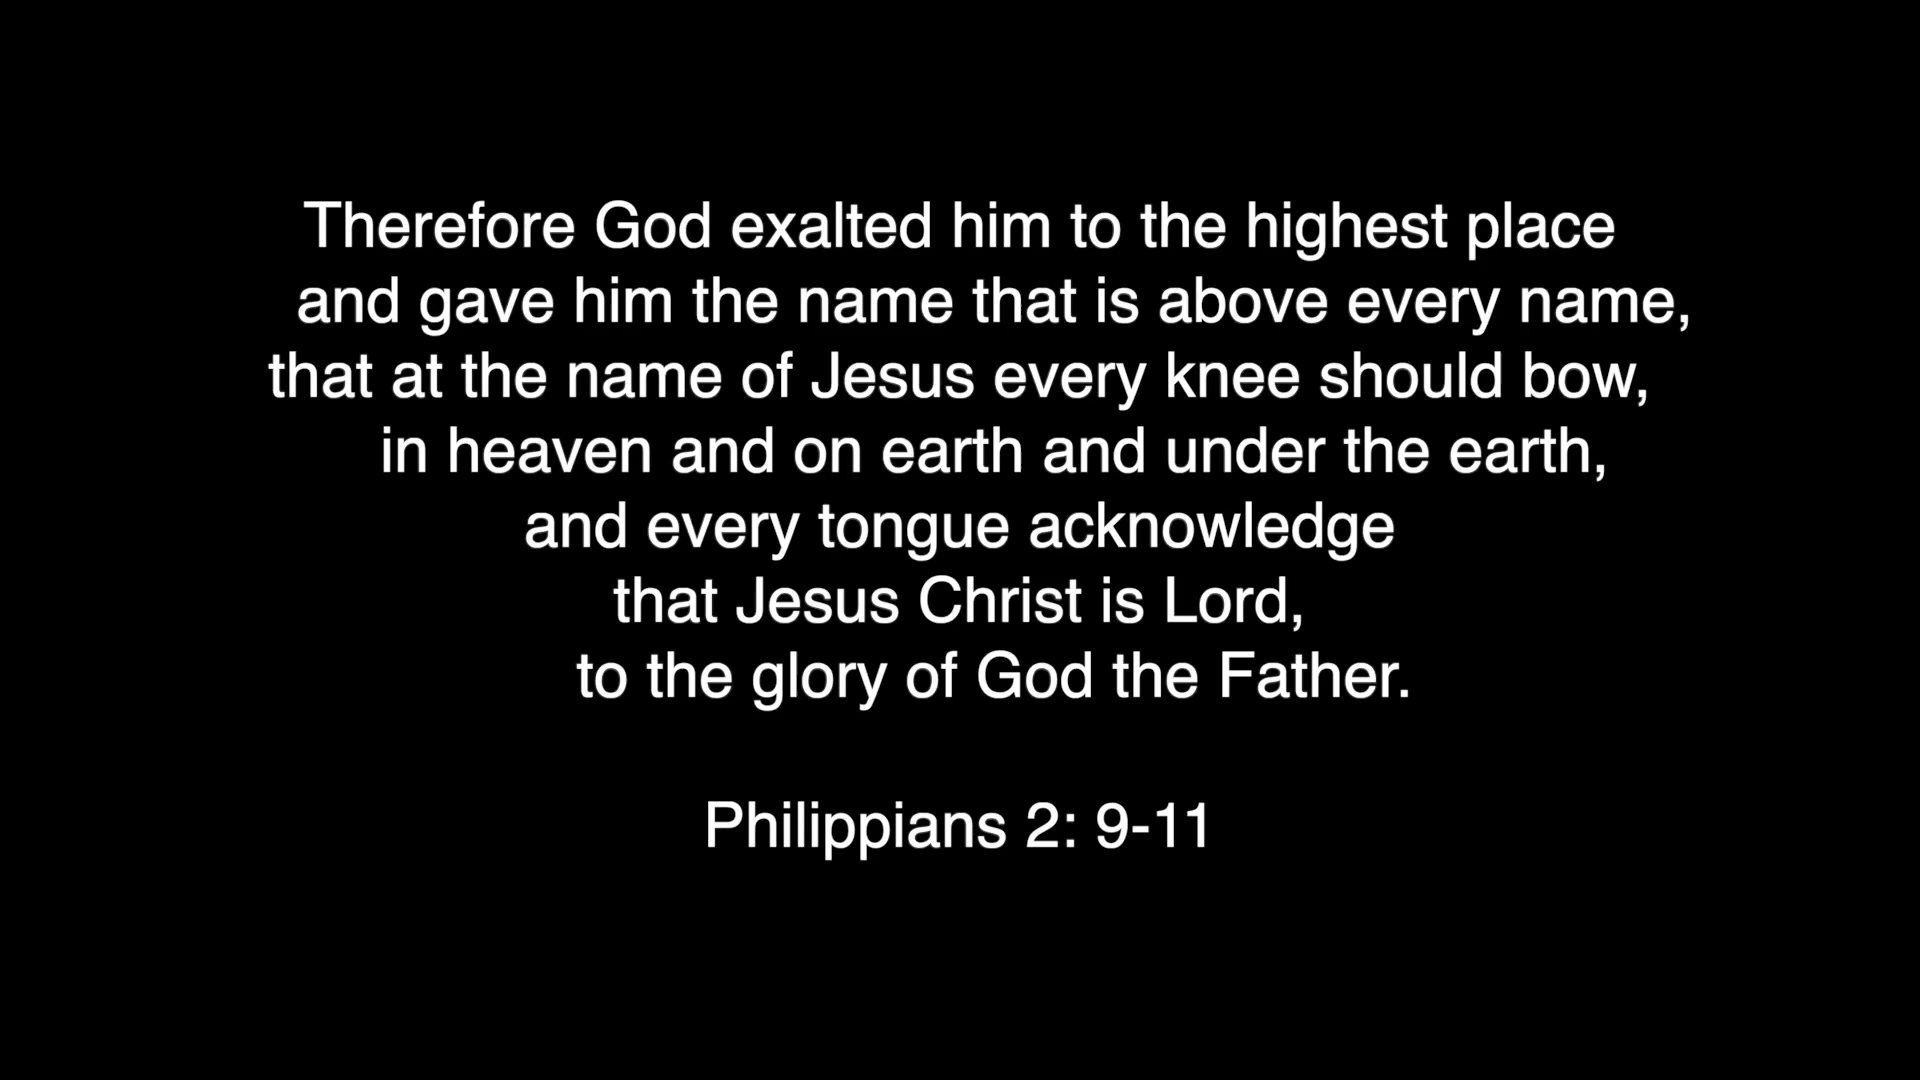 Therefore God exalted him to the highest place
and gave him the name that is above every name,
that at the name of Jesus every knee should bow,
in heaven and on earth and under the earth,
and every tongue acknowledge
that Jesus Christ is Lord,
to the glory of God the Father.
Philippians 2: 9-11